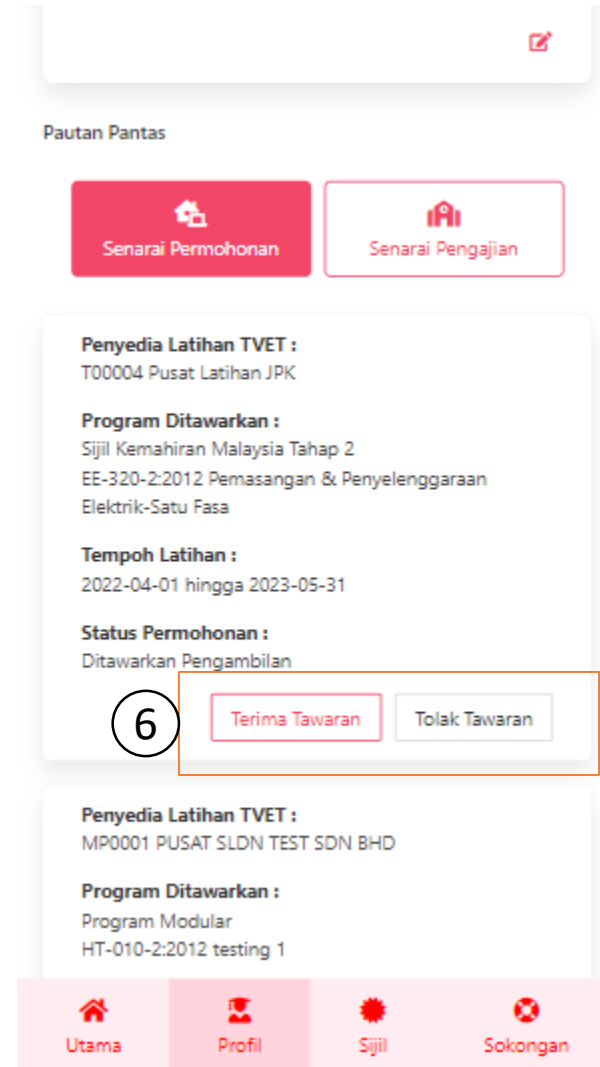 Pautan Pantas
Senarai Permohonan
Senarai Pengajian
Penyedia Latihan TVET :
T00004 Pusat Latihan JPK
Program Ditawarkan :
Sijil Kemahiran Malaysia Tahap 2
EE-320-2:2012 Pemasangan & Penyelenggaraan
Elektrik-Satu Fasa
Tempoh Latihan :
2022-04-01 hingga 2023-05-31
Status Permohonan :
Ditawarkan Pengambilan
6
Terima Tawaran
Tolak Tawaran
Penyedia Latihan TVET :
MP0001 PUSAT SLDN TEST SDN BHD
Program Ditawarkan :
Program Modular
HT-010-2:2012 testing 1
Utama
Profil
Sijil
Sokongan